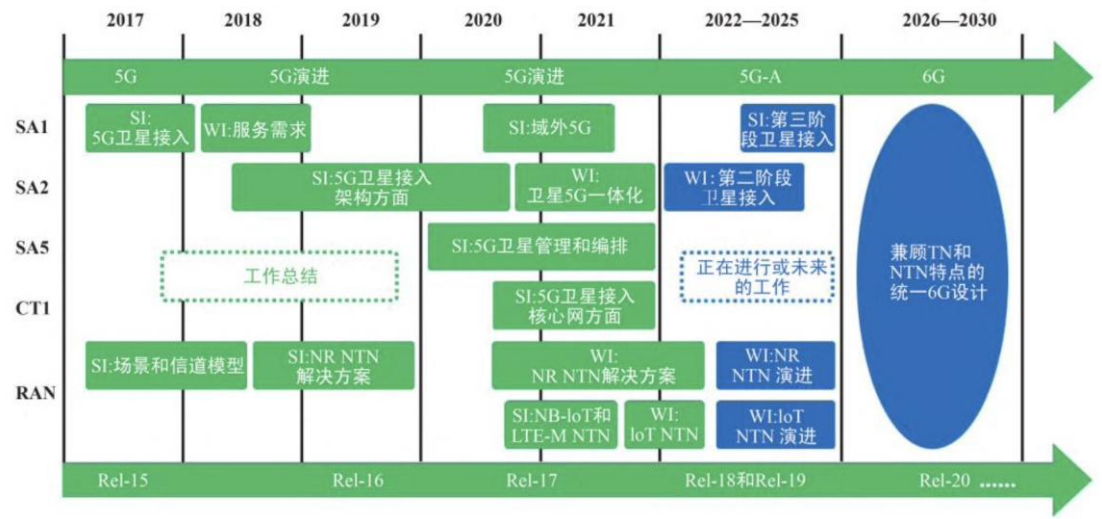 2017 2018 2019 2020 2021 2022—2025 2026—2030
5G 5G演进 5G演进 5G-A 6G
SA1
SI:
5G卫星接入
WI:服务需求
SI:域外5G
SI:第三阶
段卫星接入
SA2
SI:5G卫星接入
架构方面
WI:
卫星5G一体化
WI:第二阶段
卫星接入
SA5
SI:5G卫星管理和编排
工作总结
正在进行或未来
的工作
兼顾TN和
NTN特点的
统一6G设计
CT1
SI:5G卫星接入
核心网方面
RAN
SI:场景和信道模型
SI:NR NTN
解决方案
WI:
NR NTN解决方案
WI:NR
NTN 演进
SI:NB-IoT和
LTE-M NTN
WI:
IoT NTN
WI:IoT
NTN 演进
Rel-15 Rel-16 Rel-17 Rel-18和Rel-19 Rel-20 ……